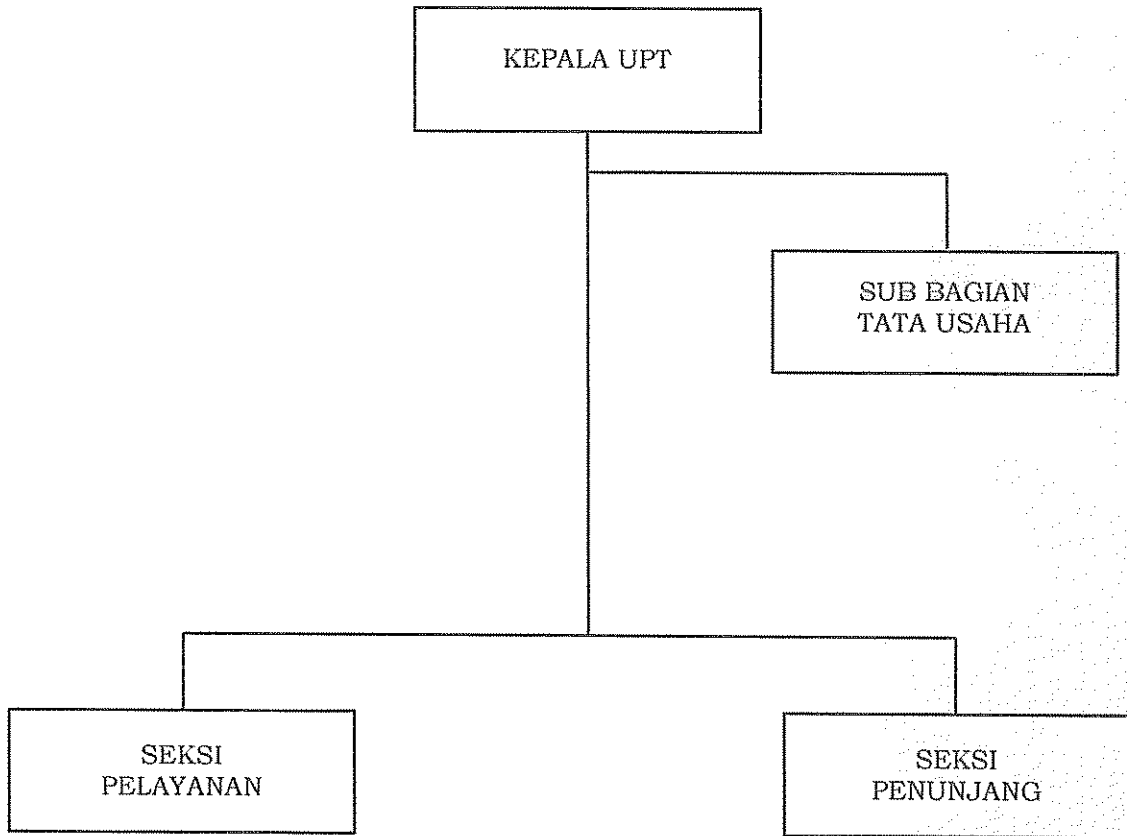 KEPALA UPT
SUB BAGIAN
TATA USAHA
SEKSI
PELAYANAN
SEKSI
PENUNJANG